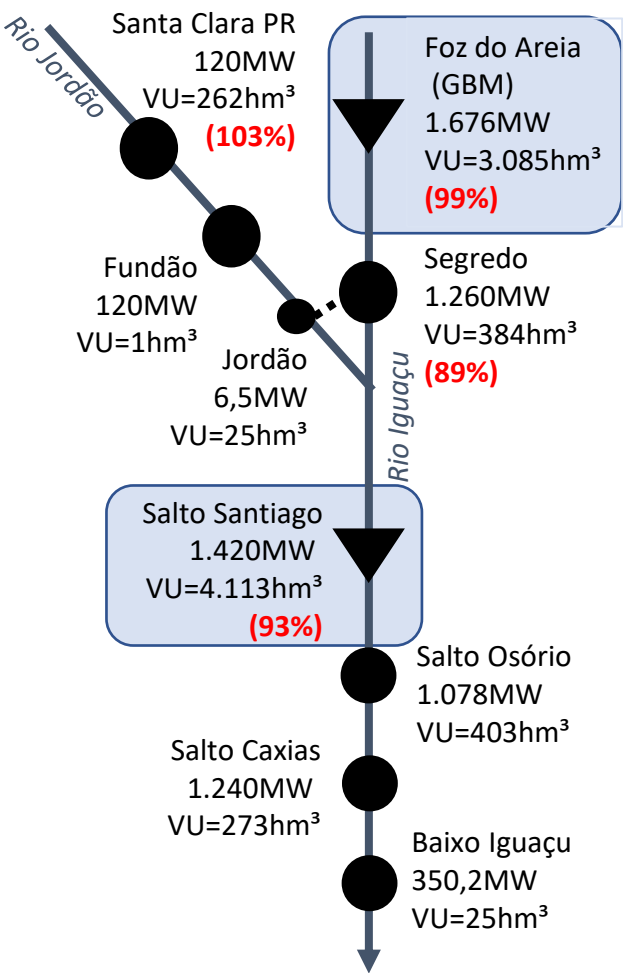 Rio Jordão
Santa Clara PR
120MW
VU=262hm³
(103%)
Foz do Areia
(GBM)
1.676MW
VU=3.085hm³
(99%)
Fundão
120MW
VU=1hm³
Segredo
1.260MW
VU=384hm³
(89%)
Jordão
6,5MW
VU=25hm³
Rio Iguaçu
Salto Santiago
1.420MW
VU=4.113hm³
(93%)
Salto Osório
1.078MW
VU=403hm³
Salto Caxias
1.240MW
VU=273hm³
Baixo Iguaçu
350,2MW
VU=25hm³